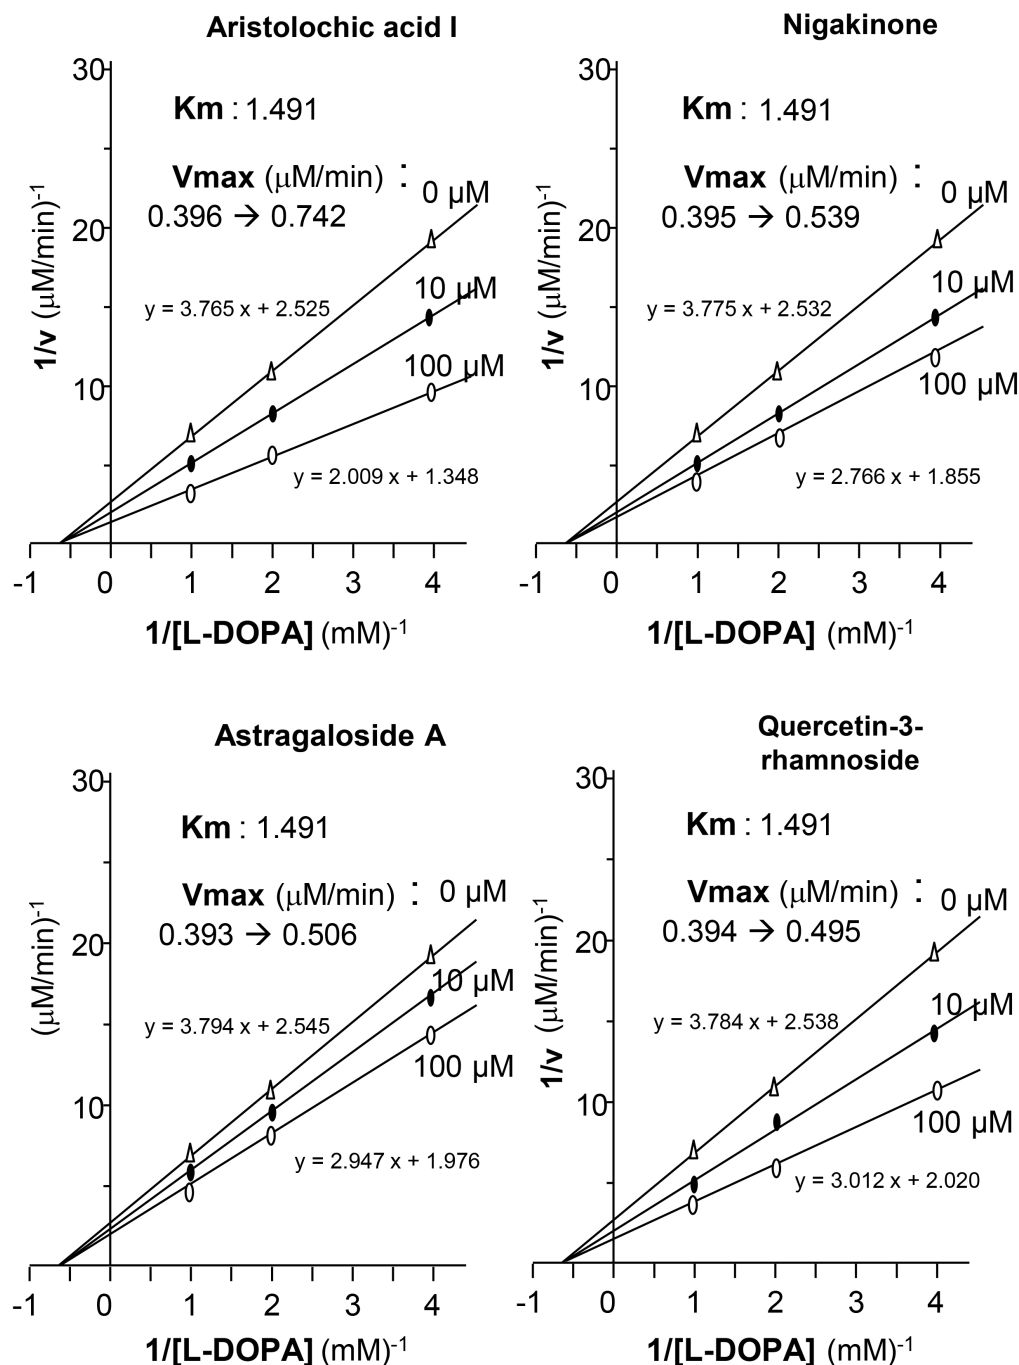 Aristolochic acid I
30
Km : 1.491
Vmax (μM/min) :
0.396 → 0.742
0 μM
20
10 μM
y = 3.765 x + 2.525
1/v (μM/min)-1
100 μM
10
y = 2.009 x + 1.348
-1 0 1 2 3 4
1/[L-DOPA] (mM)-1
Nigakinone
30
Km : 1.491
Vmax (μM/min) :
0.395 → 0.539
0 μM
20
10 μM
y = 3.775 x + 2.532
1/v (μM/min)-1
100 μM
10
y = 2.766 x + 1.855
-1 0 1 2 3 4
1/[L-DOPA] (mM)-1
Astragaloside A
30
Km : 1.491
Vmax (μM/min) :
0.393 → 0.506
0 μM
20
10 μM
(μM/min)-1
y = 3.794 x + 2.545
100 μM
10
y = 2.947 x + 1.976
-1 0 1 2 3 4
1/[L-DOPA] (mM)-1
Quercetin-3-
rhamnoside
30
Km : 1.491
Vmax (μM/min) :
0.394 → 0.495
0 μM
20
10 μM
1/v (μM/min)-1
y = 3.784 x + 2.538
10
100 μM
y = 3.012 x + 2.020
-1 0 1 2 3 4
1/[L-DOPA] (mM)-1